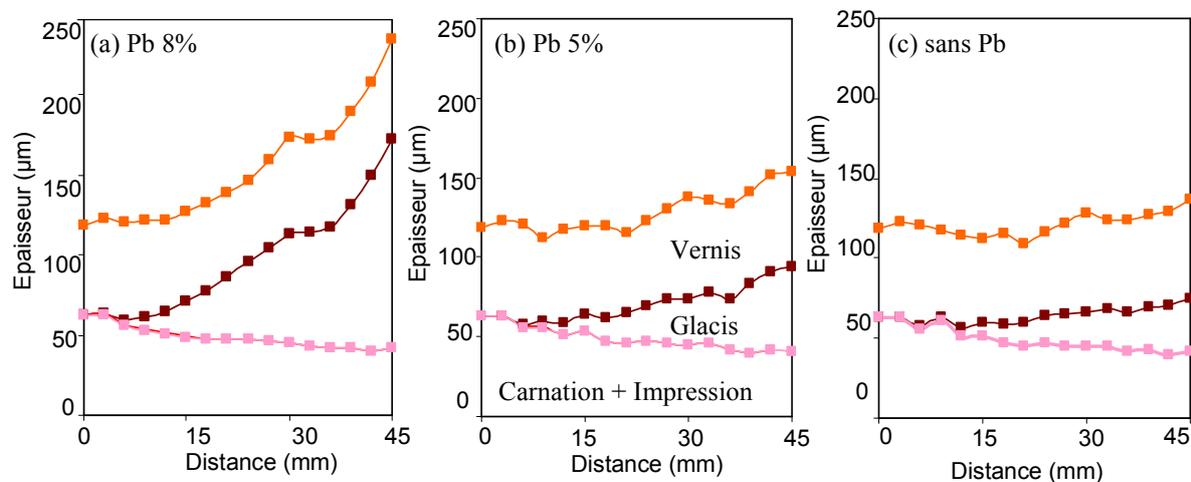 (a) Pb 8%
250
200
150
100
50
0
Epaisseur (µm)
0 15 30 45
Distance (mm)
(b) Pb 5%
250
200
150
100
50
0
Epaisseur (µm)
Vernis
Glacis
Carnation + Impression
0 15 30 45
Distance (mm)
(c) sans Pb
250
200
150
100
50
0
Epaisseur (µm)
0 15 30 45
Distance (mm)